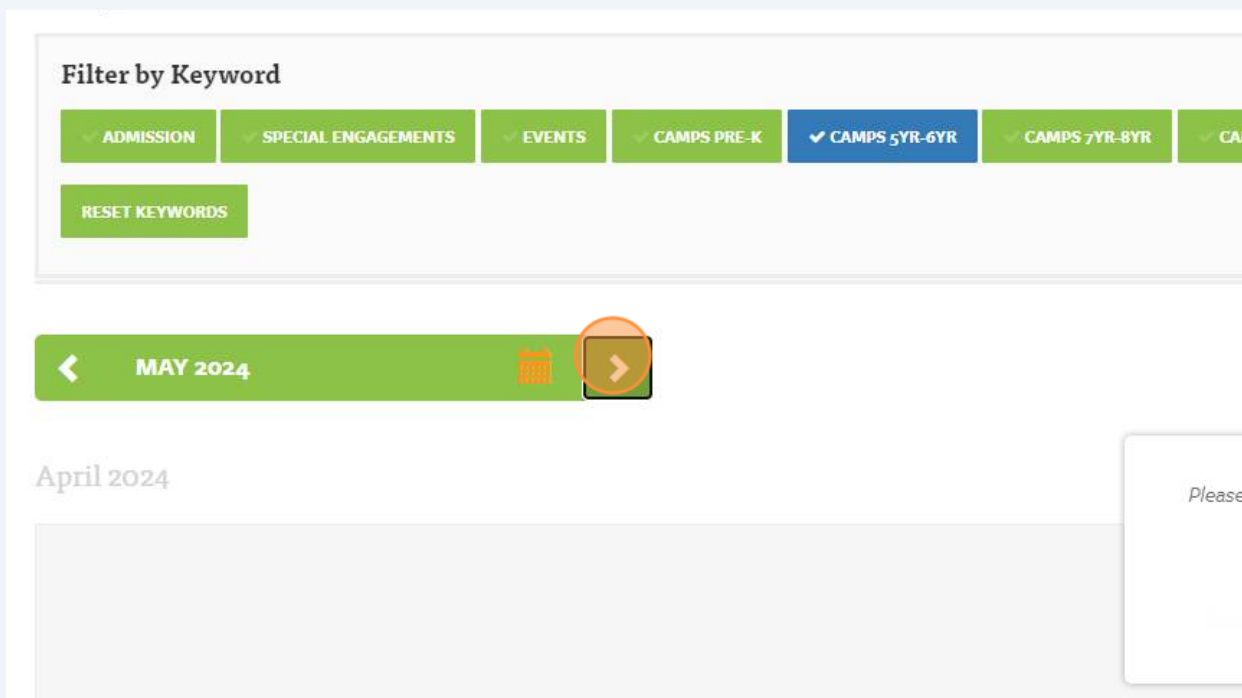 Filter by Keyword
ADMISSION SPECIAL ENGAGEMENTS EVENTS CAMPS PRE-K CAMPS 5YR-6YR CAMPS 7YR-8YR
RESET KEYWORDS
MAY 2024
April 2024
Please